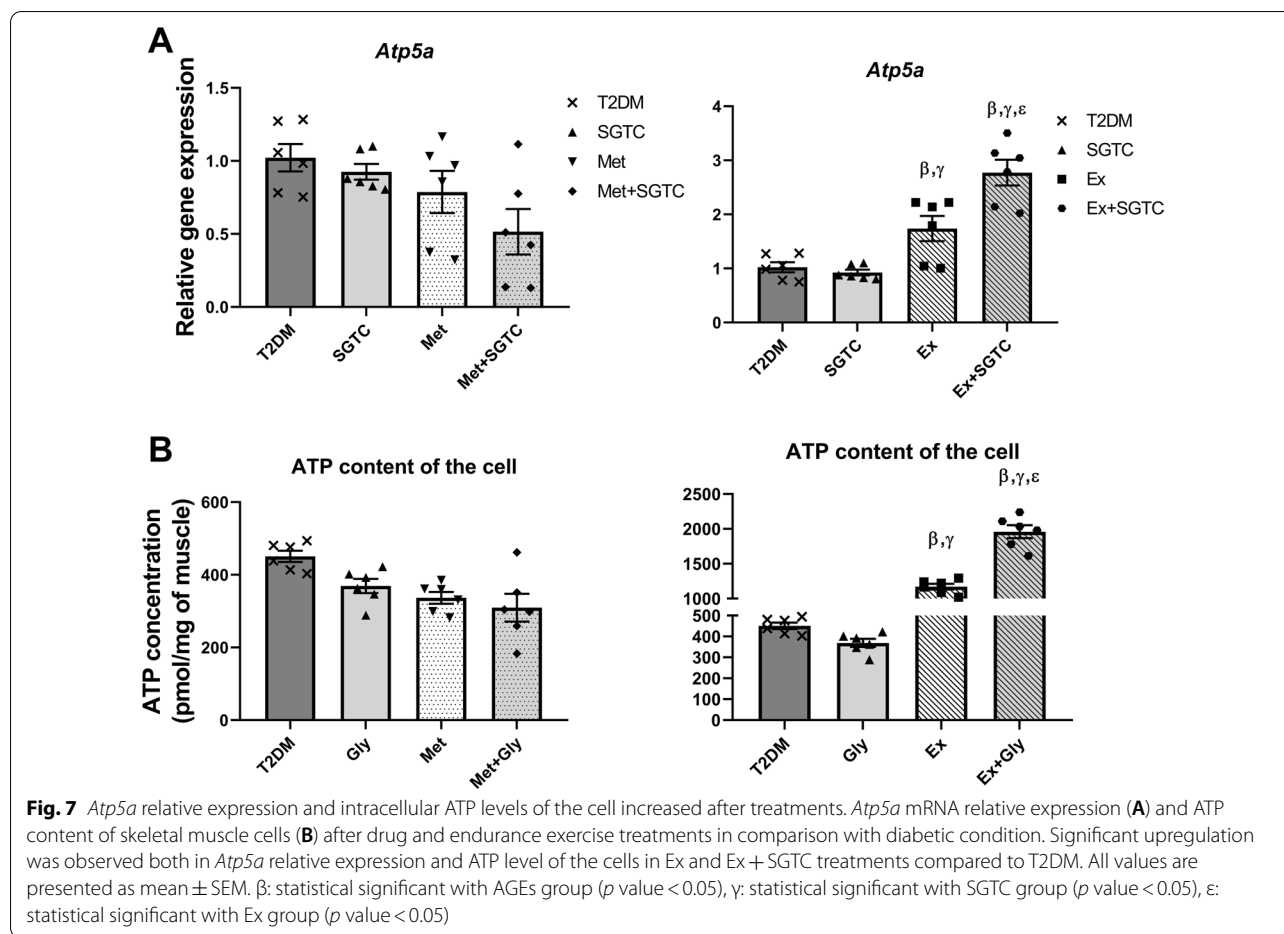 A
Atp5a
Relative gene expression
1.5
1.0
0.5
0.0
T2DM
SGTC
Met
Met+SGTC
T2DM
SGTC
Met
Met+SGTC
Atp5a
4
3
2
1
0
β,γ
β,γ,ε
T2DM
SGTC
Ex
Ex+SGTC
T2DM
SGTC
Ex
Ex+SGTC
B
ATP content of the cell
ATP concentration
(pmol/mg of muscle)
600
400
200
0
T2DM
Gly
Met
Met+Gly
ATP content of the cell
2500
2000
1500
1000
500
400
300
200
100
0
β,γ
β,γ,ε
T2DM
Gly
Ex
Ex+Gly
Fig. 7 Atp5a relative expression and intracellular ATP levels of the cell increased after treatments. Atp5a mRNA relative expression (A) and ATP
content of skeletal muscle cells (B) after drug and endurance exercise treatments in comparison with diabetic condition. Significant upregulation
was observed both in Atp5a relative expression and ATP level of the cells in Ex and Ex + SGTC treatments compared to T2DM. All values are
presented as mean ± SEM. β: statistical significant with AGEs group (p value < 0.05), γ: statistical significant with SGTC group (p value < 0.05), ε:
statistical significant with Ex group (p value < 0.05)